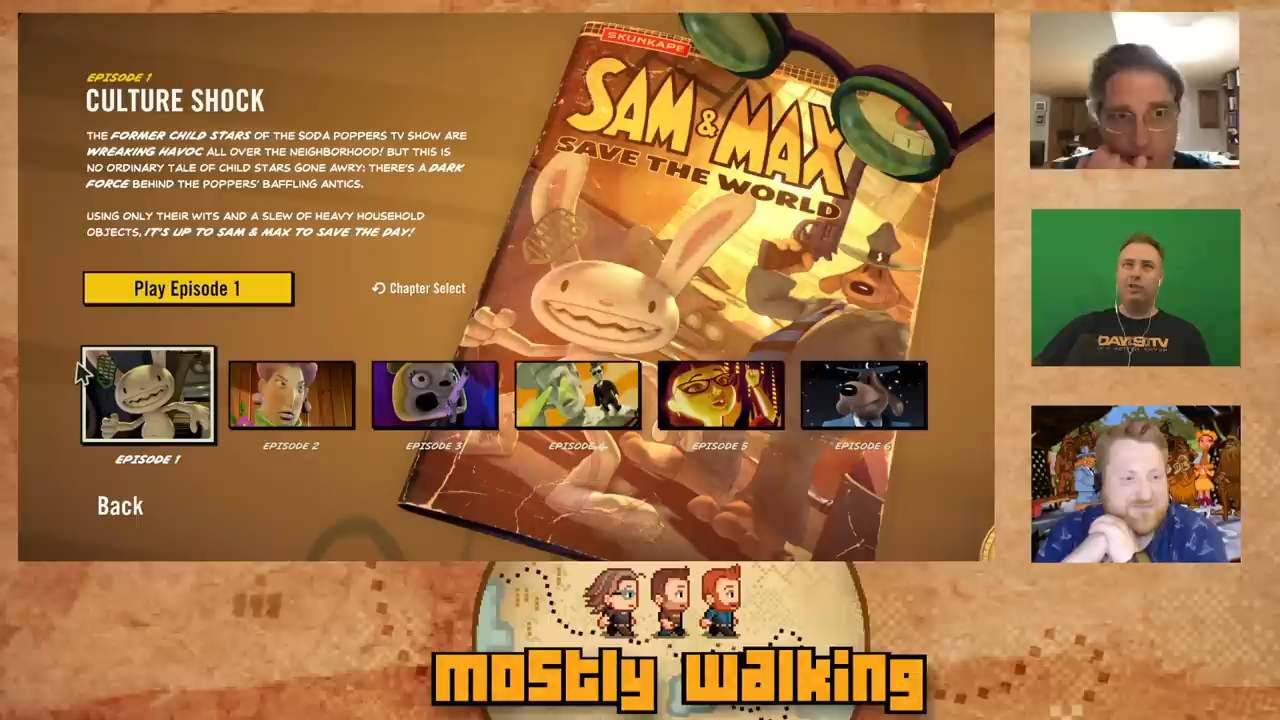 EPISODE 1
CULTURE SHOCK
THE FORMER CHILD STARS OF THE SODA POPPERS TV SHOW ARE
WREAKING HAVOC ALL OVER THE NEIGHBORHOOD! BUT THIS IS
NO ORDINARY TALE OF CHILD STARS GONE AWRY: THERE'S A DARK
FORCE BEHIND THE POPPERS' BAFFLING ANTICS.
USING ONLY THEIR WITS AND A SLEW OF HEAVY HOUSEHOLD
OBJECTS, IT'S UP TO SAM & MAX TO SAVE THE DAY!
Play Episode 1
Chapter Select
EPISODE 1
EPISODE 2
EPISODE 3
EPISODE 4
EPISODE 5
EPISODE 6
Back
SKUNKAPE
SAM & MAX
SAVE THE WORLD
DAVISTV
mostly walking